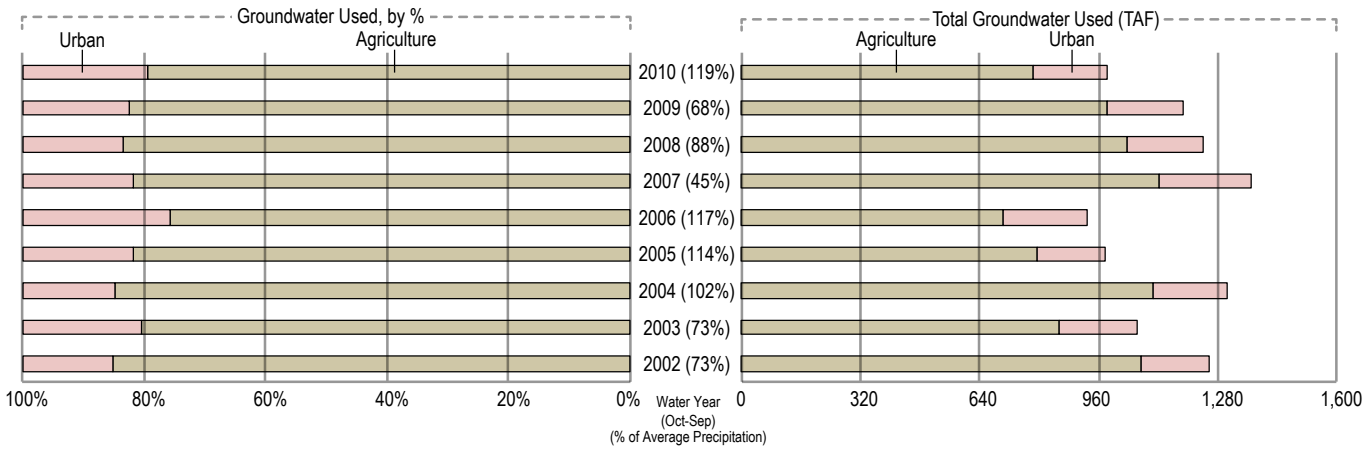 Groundwater Used, by %
Total Groundwater Used (TAF)
Urban
Agriculture
Agriculture
Urban
2010 (119%)
2009 (68%)
2008 (88%)
2007 (45%)
2006 (117%)
2005 (114%)
2004 (102%)
2003 (73%)
2002 (73%)
100% 80% 60% 40% 20% 0%
Water Year
(Oct-Sep)
(% of Average Precipitation)
0 320 640 960 1,280 1,600